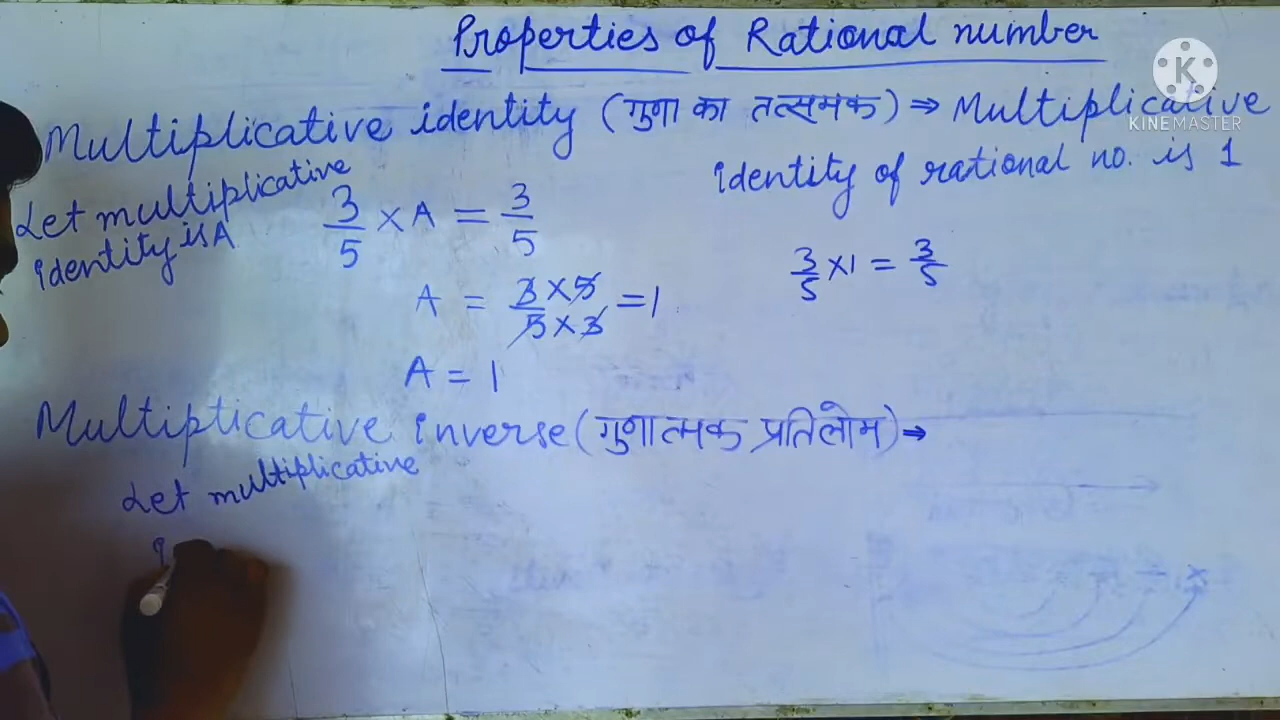 Properties of Rational number
Multiplicative identity (गुणा का तत्समक) ⇒ Multiplicative
identity of rational no. is 1
Let multiplicative
identity is A
3/5 × A = 3/5
A = 3 × 5 / 5 × 3 = 1
A = 1
3/5 × 1 = 3/5
Multipticative inverse (गुणात्मक प्रतिलोम) ⇒
Let multiplicative
K
KINEMASTER